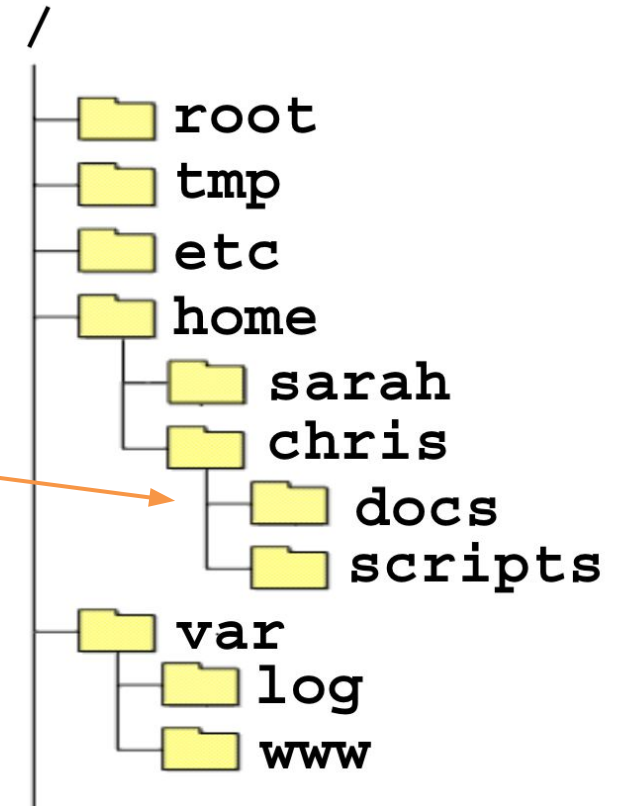 /
root
tmp
etc
home
sarah
chris
docs
scripts
var
log
www